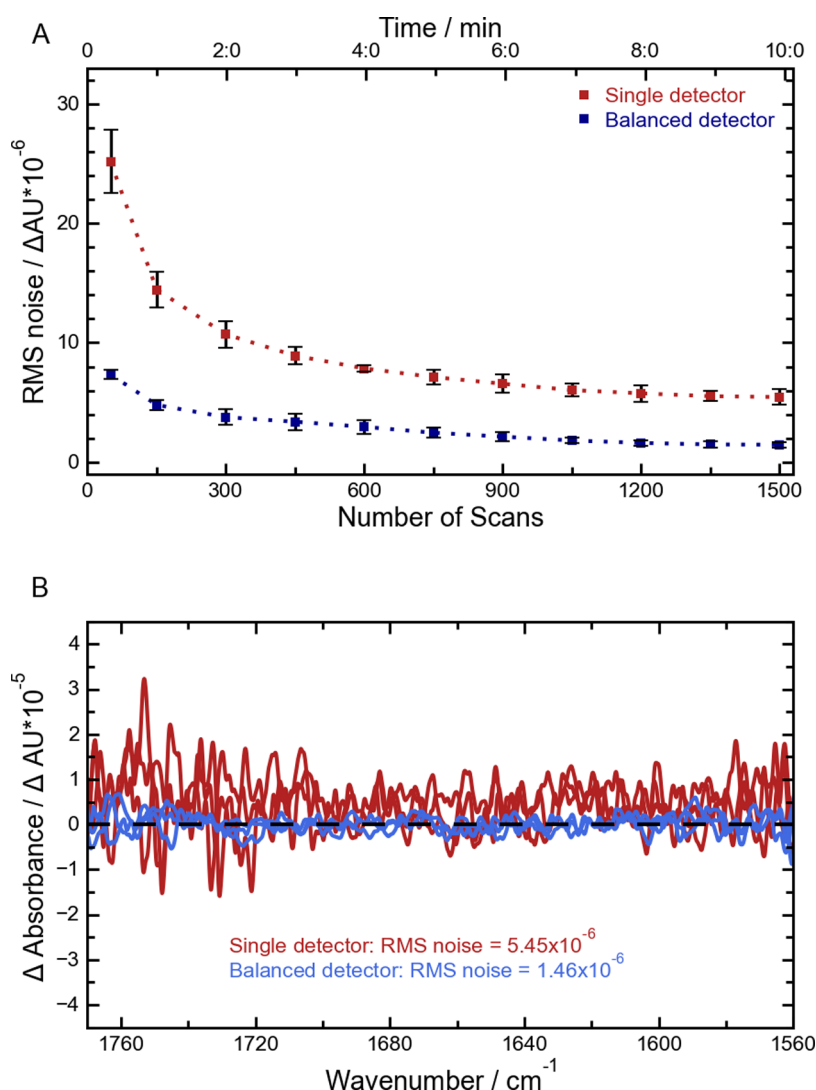 A
Time / min
0 2:0 4:0 6:0 8:0 10:0
Single detector
Balanced detector
RMS noise / ΔAU*10-6
30
20
10
0
0 300 600 900 1200 1500
Number of Scans
B
Δ Absorbance / Δ AU*10-5
4
3
2
1
0
−1
−2
−3
−4
Single detector: RMS noise = 5.45x10-6
Balanced detector: RMS noise = 1.46x10-6
1760 1720 1680 1640 1600 1560
Wavenumber / cm-1